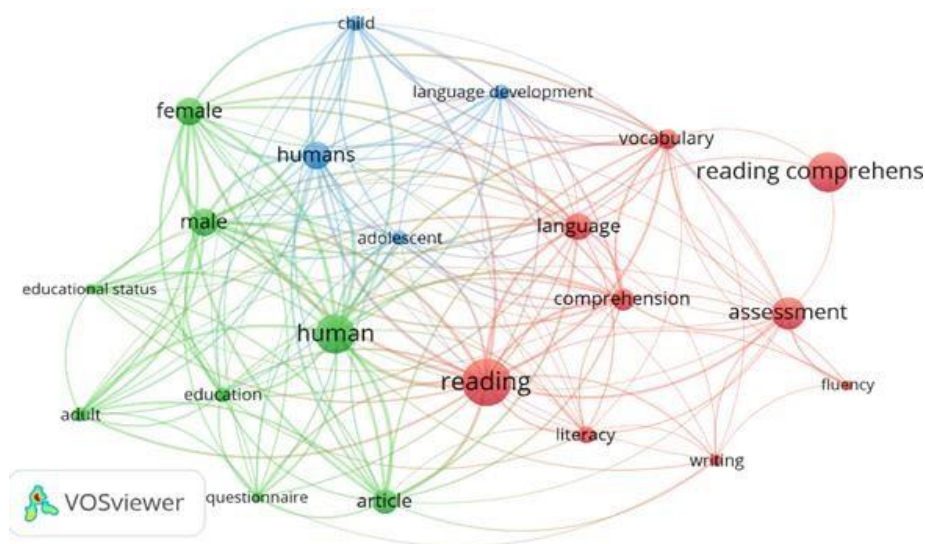 child
language development
female
vocabulary
humans
reading comprehens
male
language
adolescent
educational status
comprehension
assessment
human
reading
fluency
education
adult
literacy
writing
questionnaire
article
VOSviewer